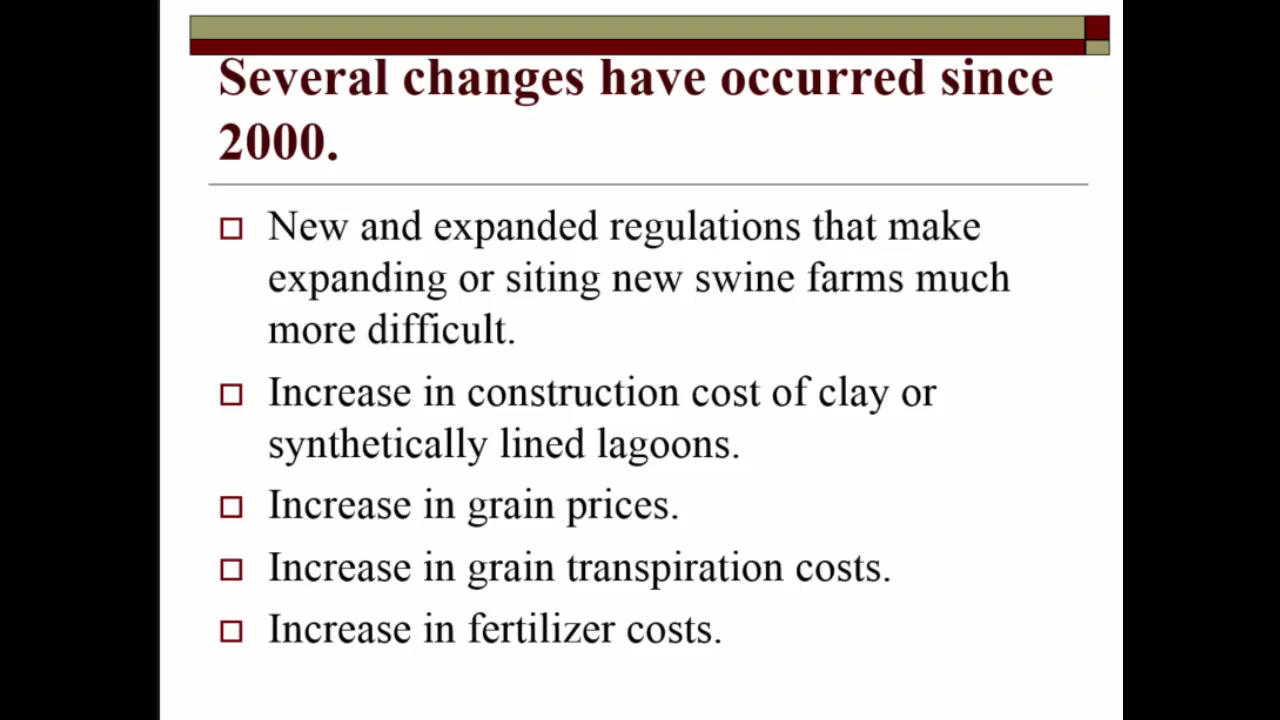 Several changes have occurred since
2000.
New and expanded regulations that make
expanding or siting new swine farms much
more difficult.
Increase in construction cost of clay or
synthetically lined lagoons.
Increase in grain prices.
Increase in grain transpiration costs.
Increase in fertilizer costs.